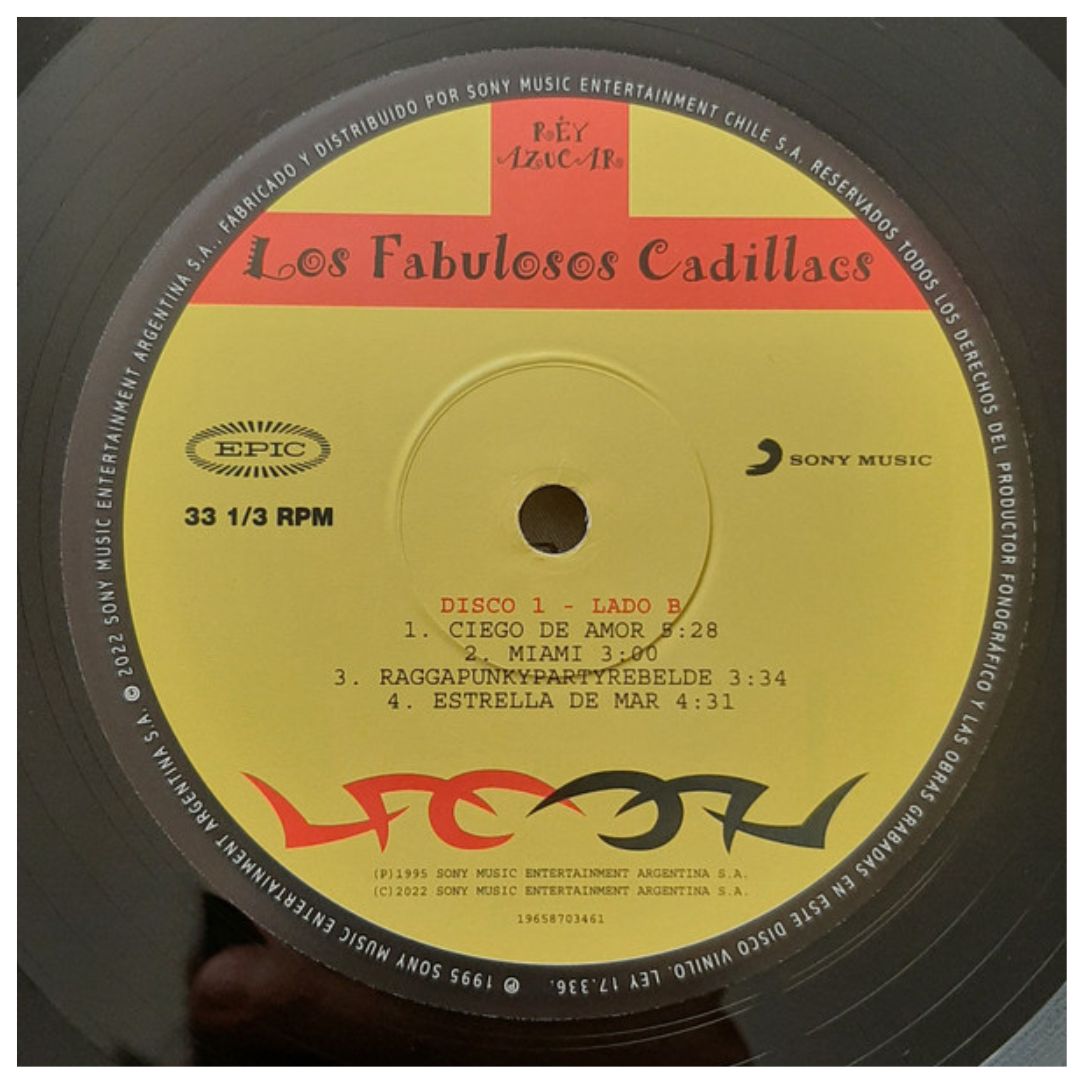 RÉY
AZUCAR
Los Fabulosos Cadillacs
EPIC
33 1/3 RPM
SONY MUSIC
DISCO 1 - LADO B
1. CIEGO DE AMOR 5:28
2. MIAMI 3:00
3. RAGGAPUNKYPARTYREBELDE 3:34
4. ESTRELLA DE MAR 4:31
LFC
(P)1995 SONY MUSIC ENTERTAINMENT ARGENTINA S.A.
(C)2022 SONY MUSIC ENTERTAINMENT ARGENTINA S.A.
19658703461
℗ 1995 SONY MUSIC ENTERTAINMENT ARGENTINA S.A. © 2022 SONY MUSIC ENTERTAINMENT ARGENTINA S.A., FABRICADO Y DISTRIBUIDO POR SONY MUSIC ENTERTAINMENT CHILE S.A. RESERVADOS TODOS LOS DERECHOS DEL PRODUCTOR FONOGRÁFICO Y LAS OBRAS GRABADAS EN ESTE DISCO VINILO. LEY 17.336.